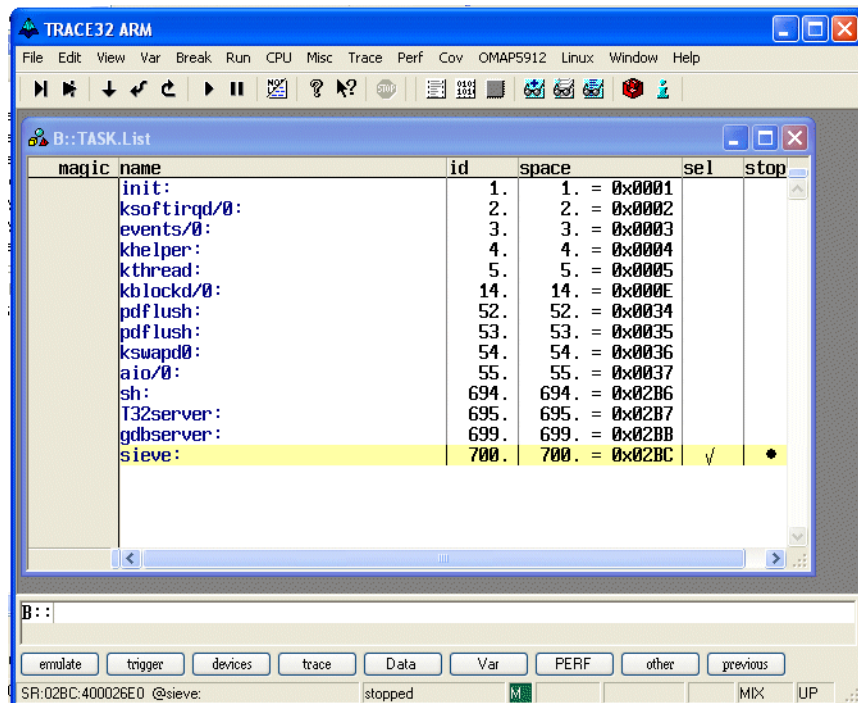 TRACE32 ARM
File Edit View Var Break Run CPU Misc Trace Perf Cov OMAP5912 Linux Window Help
STOP
B::TASK.List
magic name id space sel stop
init: 1. 1. = 0x0001
ksoftirqd/0: 2. 2. = 0x0002
events/0: 3. 3. = 0x0003
khelper: 4. 4. = 0x0004
kthread: 5. 5. = 0x0005
kblockd/0: 14. 14. = 0x000E
pdflush: 52. 52. = 0x0034
pdflush: 53. 53. = 0x0035
kswapd0: 54. 54. = 0x0036
aio/0: 55. 55. = 0x0037
sh: 694. 694. = 0x02B6
T32server: 695. 695. = 0x02B7
gdbserver: 699. 699. = 0x02BB
sieve: 700. 700. = 0x02BC √ •
B::
emulate trigger devices trace Data Var PERF other previous
SR:02BC:400026E0 @sieve: stopped M MIX UP